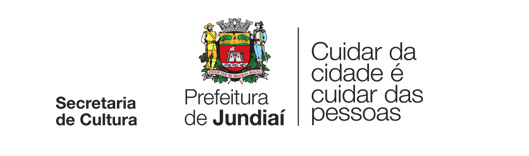 Secretaria
de Cultura
Prefeitura
de Jundiaí
Cuidar da
cidade é
cuidar das
pessoas